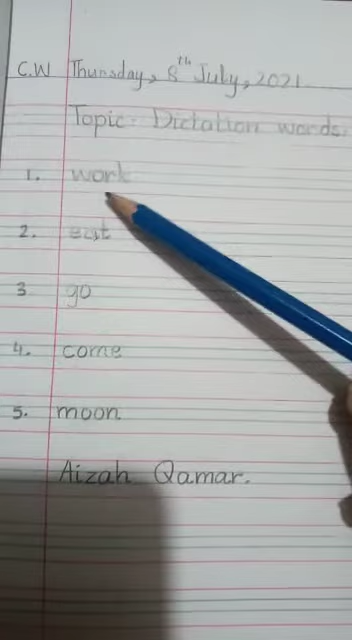 C.W Thursday, 8th July, 2021
Topic: Dictation words.
1. work
2. eat
3 go
4. come
5. moon
Aizah Qamar.